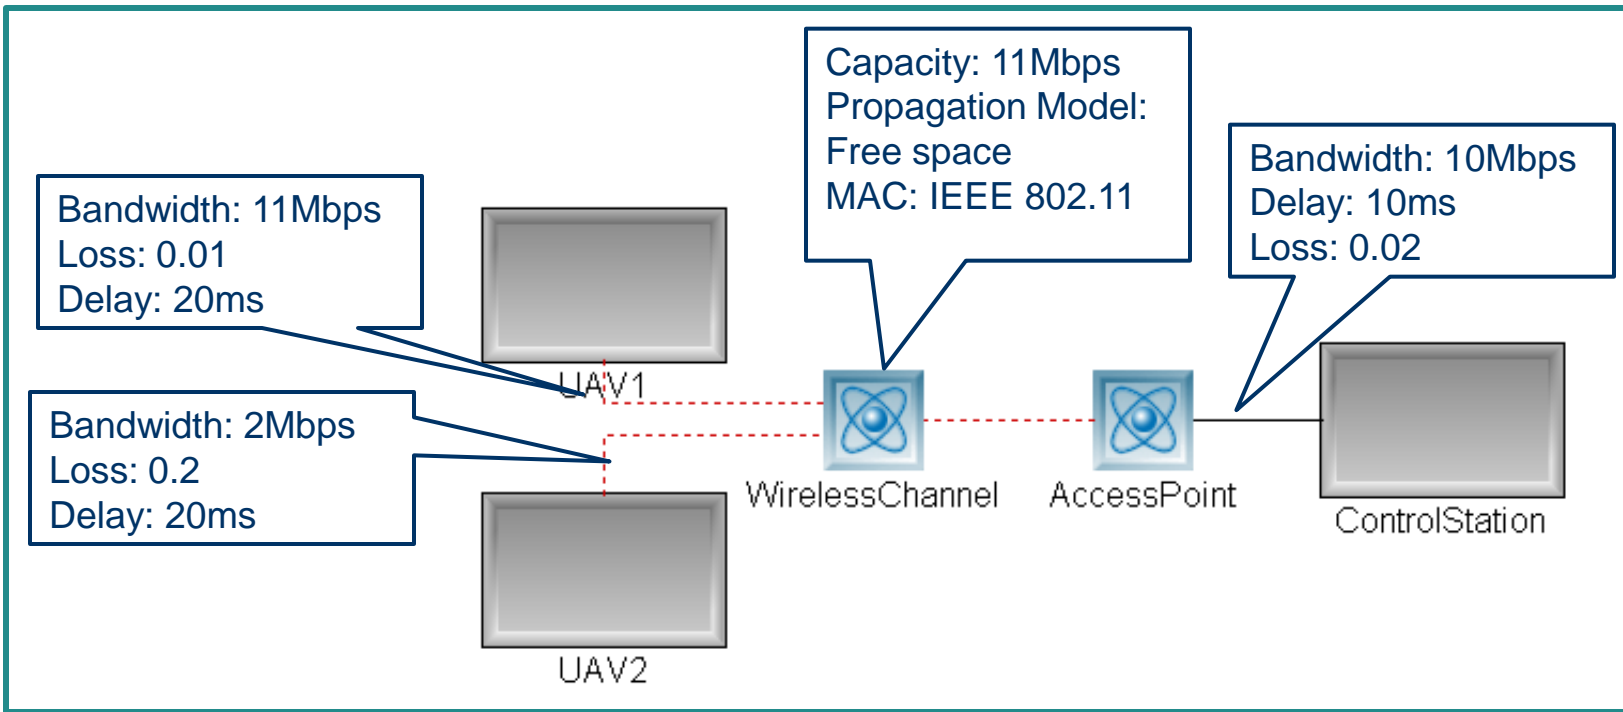 Capacity: 11Mbps
Propagation Model:
Free space
MAC: IEEE 802.11
Bandwidth: 10Mbps
Delay: 10ms
Loss: 0.02
Bandwidth: 11Mbps
Loss: 0.01
Delay: 20ms
UAV1
Bandwidth: 2Mbps
Loss: 0.2
Delay: 20ms
WirelessChannel
AccessPoint
ControlStation
UAV2